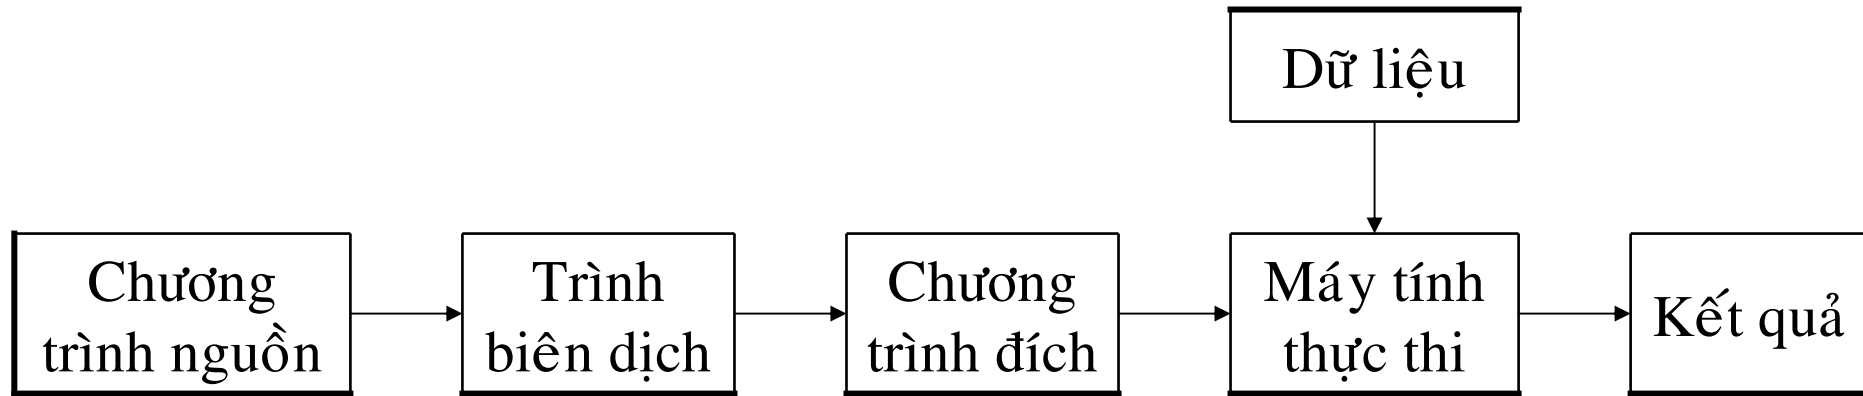 Dữ liệu
Chương
trình nguồn
Trình
biên dịch
Chương
trình đích
Máy tính
thực thi
Kết quả